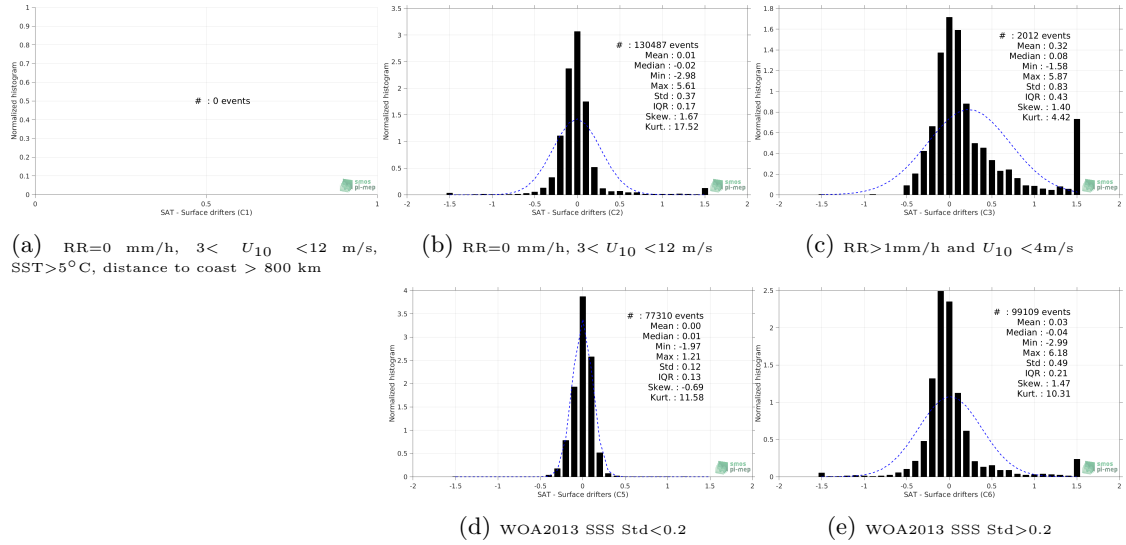 1
0.9
0.8
0.7
0.6
0.5
0.4
0.3
0.2
0.1
0
Normalized histogram
# : 0 events
0
0.5
1
SAT - Surface drifters (C1)
smos
pi-mep
(a) RR=0 mm/h, 3< U10 <12 m/s,
SST>5°C, distance to coast > 800 km
3.5
3
2.5
2
1.5
1
0.5
0
Normalized histogram
# : 130487 events
Mean : 0.01
Median : -0.02
Min : -2.98
Max : 5.61
Std : 0.37
IQR : 0.17
Skew. : 1.67
Kurt. : 17.52
-2
-1.5
-1
-0.5
0
0.5
1
1.5
2
SAT - Surface drifters (C2)
smos
pi-mep
(b) RR=0 mm/h, 3< U10 <12 m/s
1.8
1.6
1.4
1.2
1
0.8
0.6
0.4
0.2
0
Normalized histogram
# : 2012 events
Mean : 0.32
Median : 0.08
Min : -1.58
Max : 5.87
Std : 0.83
IQR : 0.43
Skew. : 1.40
Kurt. : 4.42
-2
-1.5
-1
-0.5
0
0.5
1
1.5
2
SAT - Surface drifters (C3)
smos
pi-mep
(c) RR>1mm/h and U10 <4m/s
4
3.5
3
2.5
2
1.5
1
0.5
0
Normalized histogram
# : 77310 events
Mean : 0.00
Median : 0.01
Min : -1.97
Max : 1.21
Std : 0.12
IQR : 0.13
Skew. : -0.69
Kurt. : 11.58
-2
-1.5
-1
-0.5
0
0.5
1
1.5
2
SAT - Surface drifters (C5)
smos
pi-mep
(d) WOA2013 SSS Std<0.2
2.5
2
1.5
1
0.5
0
Normalized histogram
# : 99109 events
Mean : 0.03
Median : -0.04
Min : -2.99
Max : 6.18
Std : 0.49
IQR : 0.21
Skew. : 1.47
Kurt. : 10.31
-2
-1.5
-1
-0.5
0
0.5
1
1.5
2
SAT - Surface drifters (C6)
smos
pi-mep
(e) WOA2013 SSS Std>0.2